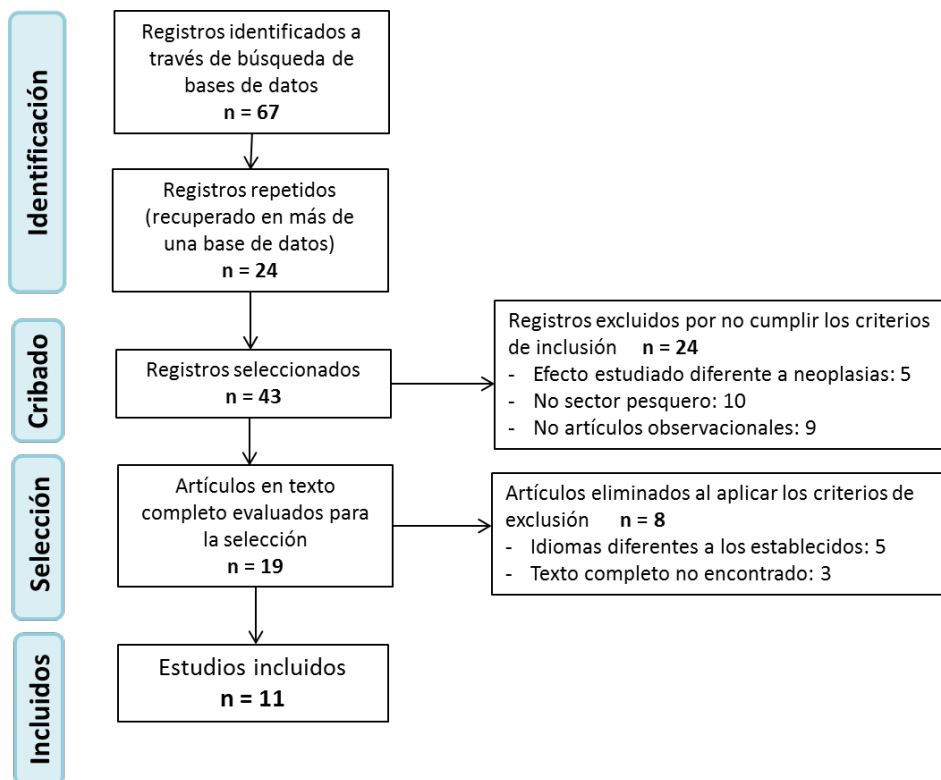 Identificación
Registros identificados a
través de búsqueda de
bases de datos
n = 67
Registros repetidos
(recuperado en más de
una base de datos)
n = 24
Cribado
Registros seleccionados
n = 43
Registros excluidos por no cumplir los criterios
de inclusión n = 24
- Efecto estudiado diferente a neoplasias: 5
- No sector pesquero: 10
- No artículos observacionales: 9
Selección
Artículos en texto
completo evaluados para
la selección
n = 19
Artículos eliminados al aplicar los criterios de
exclusión n = 8
- Idiomas diferentes a los establecidos: 5
- Texto completo no encontrado: 3
Incluidos
Estudios incluidos
n = 11